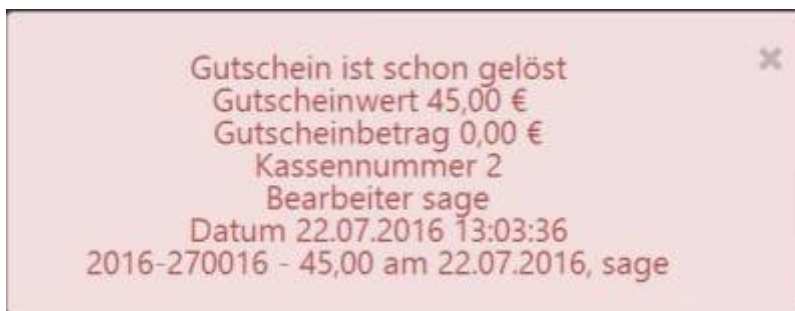 Gutschein ist schon gelöst
Gutscheinwert 45,00 €
Gutscheinbetrag 0,00 €
Kassennummer 2
Bearbeiter sage
Datum 22.07.2016 13:03:36
2016-270016 - 45,00 am 22.07.2016, sage